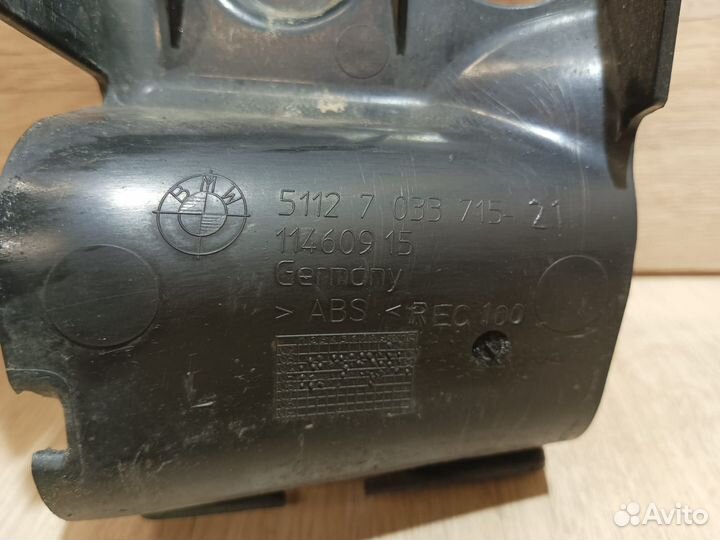 BMW
5112 7 033 715- 21
11460915
Germany
> ABS < REC 100
Avito